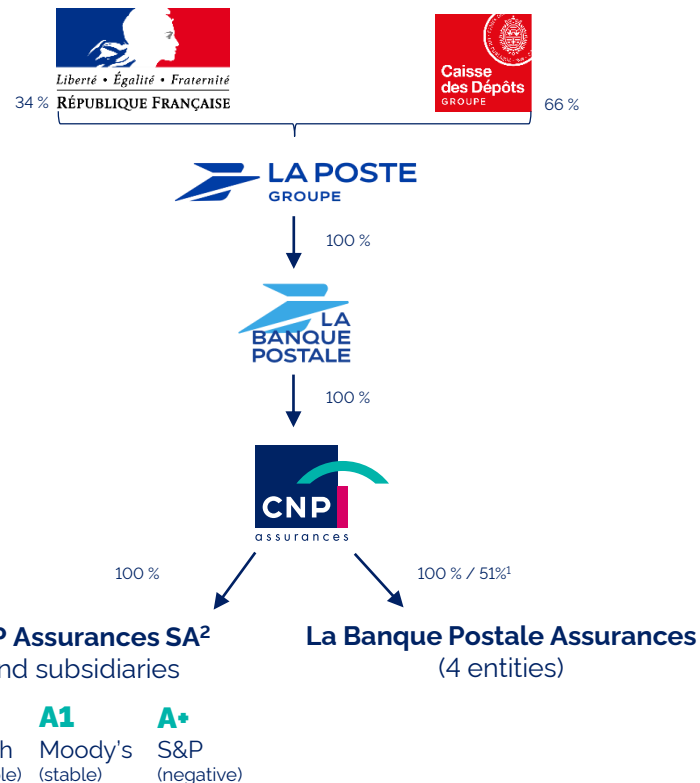 Liberté • Égalité • Fraternité
RÉPUBLIQUE FRANÇAISE
34 %
Caisse
des Dépôts
GROUPE
66 %
LA POSTE
GROUPE
100 %
LA
BANQUE
POSTALE
100 %
CNP
assurances
100 %
100 % / 51%¹
P Assurances SA²
nd subsidiaries
La Banque Postale Assurances
(4 entities)
A1 A+
h Moody's S&P
le) (stable) (negative)